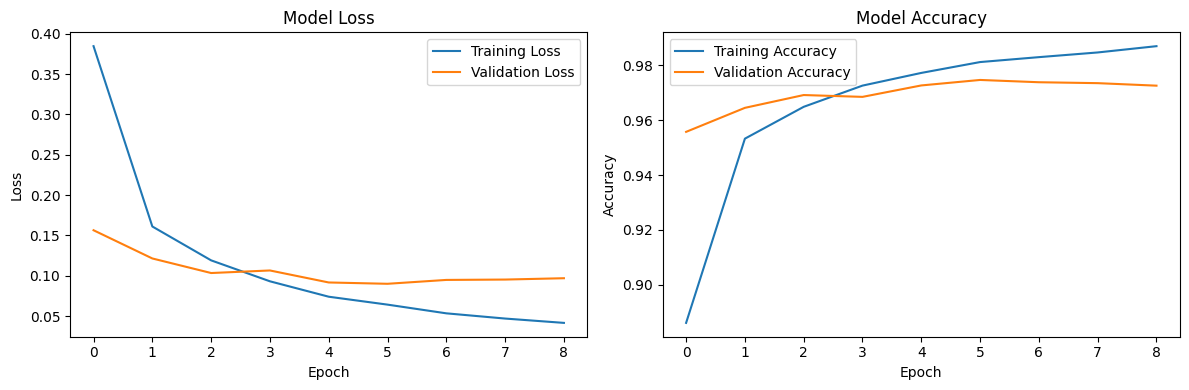 Model Loss
0.40
0.35
0.30
0.25
0.20
0.15
0.10
0.05
Loss
Training Loss
Validation Loss
0 1 2 3 4 5 6 7 8
Epoch
Model Accuracy
0.98
0.96
0.94
0.92
0.90
Accuracy
Training Accuracy
Validation Accuracy
0 1 2 3 4 5 6 7 8
Epoch